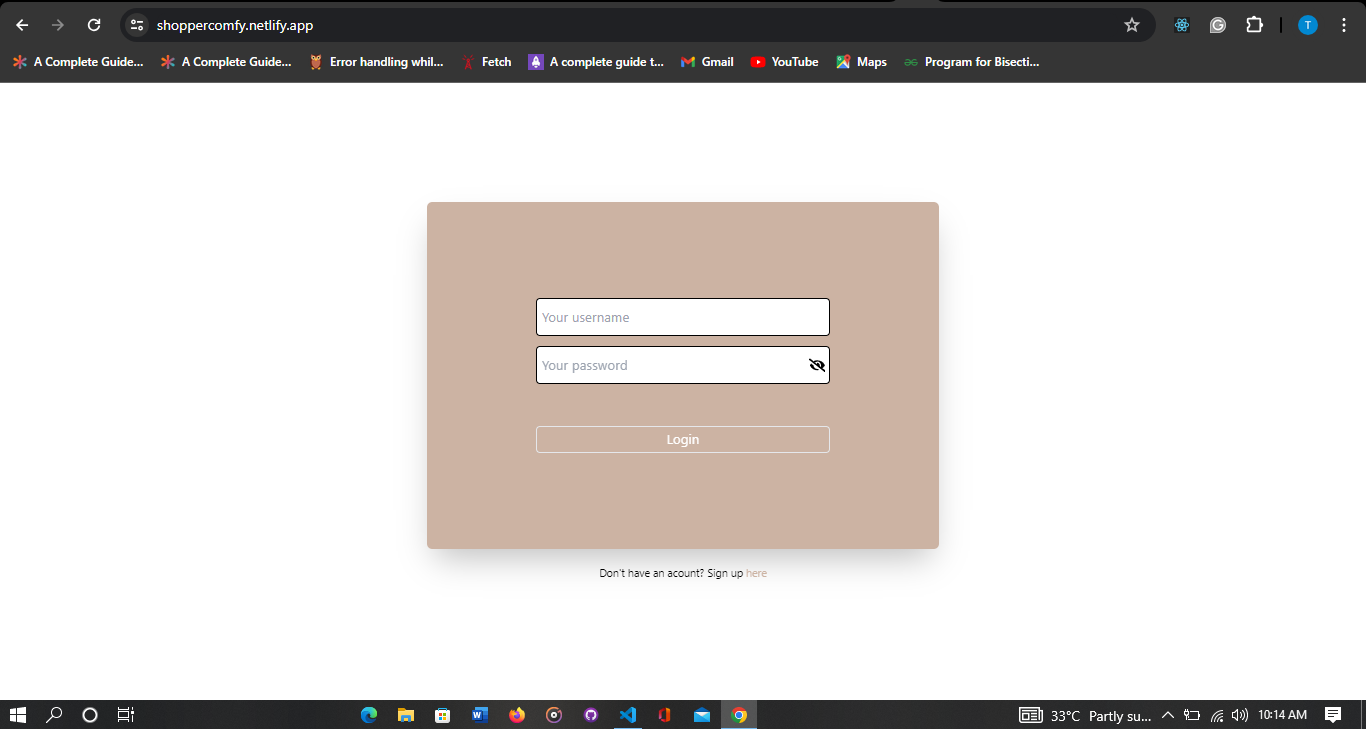 shoppercomfy.netlify.app
T
A Complete Guide... A Complete Guide... Error handling whil... Fetch A complete guide t... Gmail YouTube Maps Program for Bisecti...
Your username
Your password
Login
Don't have an acount? Sign up here
33°C Partly su... 10:14 AM